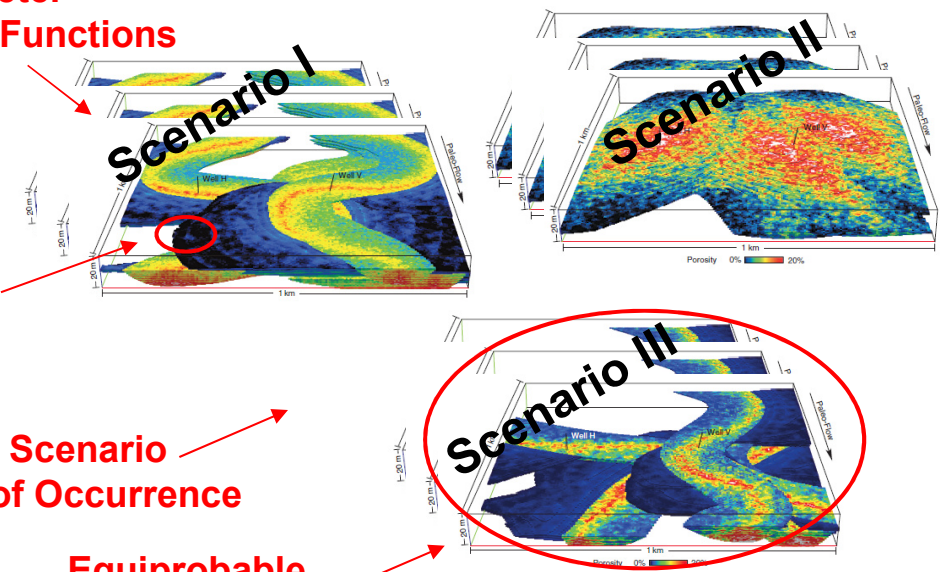 Functions
Scenario I
Well H
Well V
Paleo-Flow
20 m
20 m
20 m
1 km
Scenario II
Well V
1 km
Paleo-Flow
20 m
20 m
1 km
Porosity 0% 20%
Scenario III
Well H
Well V
Paleo-Flow
20 m
20 m
1 km
Porosity 0% 20%
Scenario
of Occurrence
Equiprobable